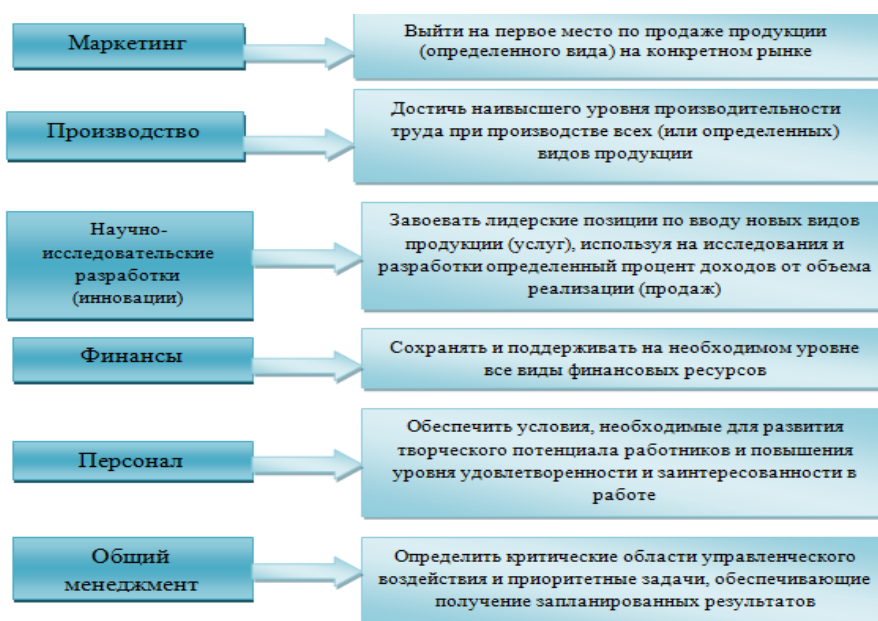 Маркетинг
Выйти на первое место по продаже продукции
(определенного вида) на конкретном рынке
Производство
Достичь наивысшего уровня производительности
труда при производстве всех (или определенных)
видов продукции
Научно-
исследовательские
разработки
(инновации)
Завоевать лидерские позиции по вводу новых видов
продукции (услуг), используя на исследования и
разработки определенный процент доходов от объема
реализации (продаж)
Финансы
Сохранять и поддерживать на необходимом уровне
все виды финансовых ресурсов
Персонал
Обеспечить условия, необходимые для развития
творческого потенциала работников и повышения
уровня удовлетворенности и заинтересованности в
работе
Общий
менеджмент
Определить критические области управленческого
воздействия и приоритетные задачи, обеспечивающие
получение запланированных результатов